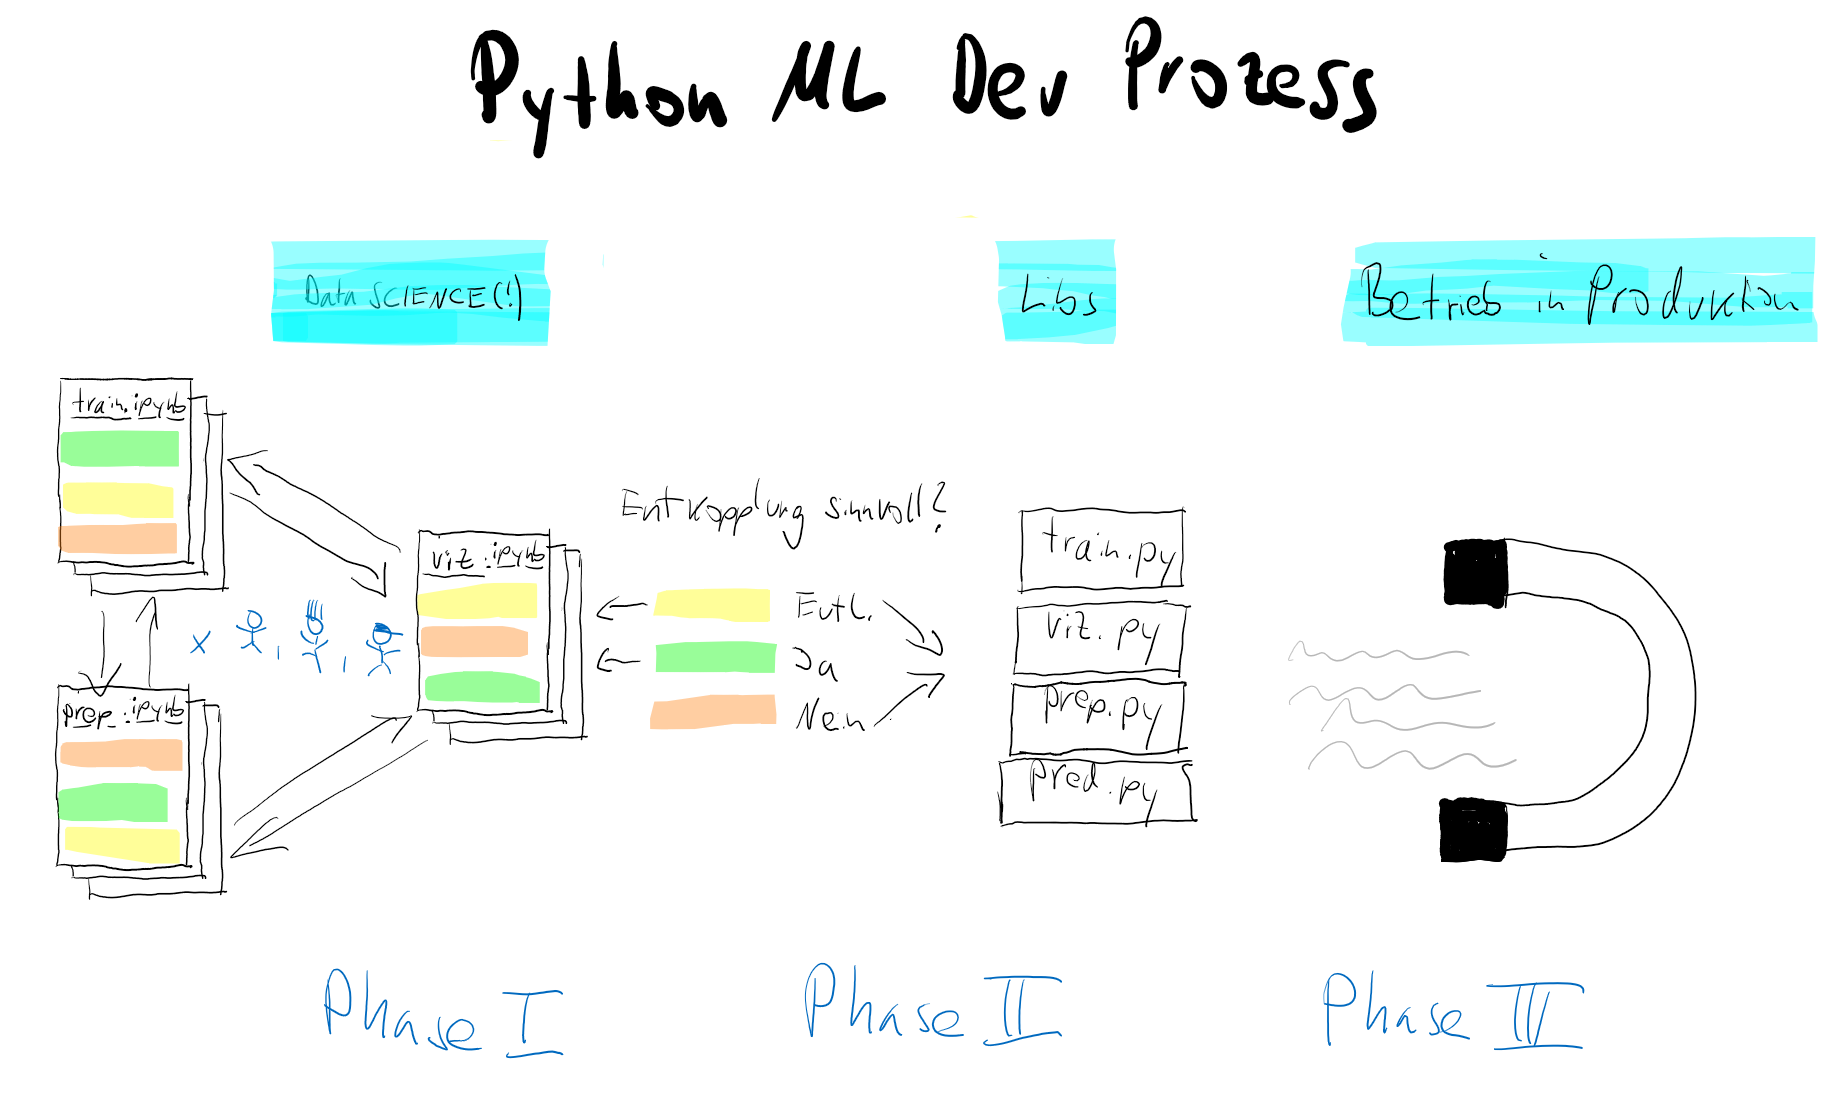 Python ML Dev Prozess
Data SCIENCE(!)
Libs
Betrieb in Produktion
train.ipynb
viz.ipynb
prep.ipynb
x , ,
Entkopplung sinnvoll?
Evtl.
Ja
Nein
train.py
viz.py
prep.py
pred.py
Phase I
Phase II
Phase III